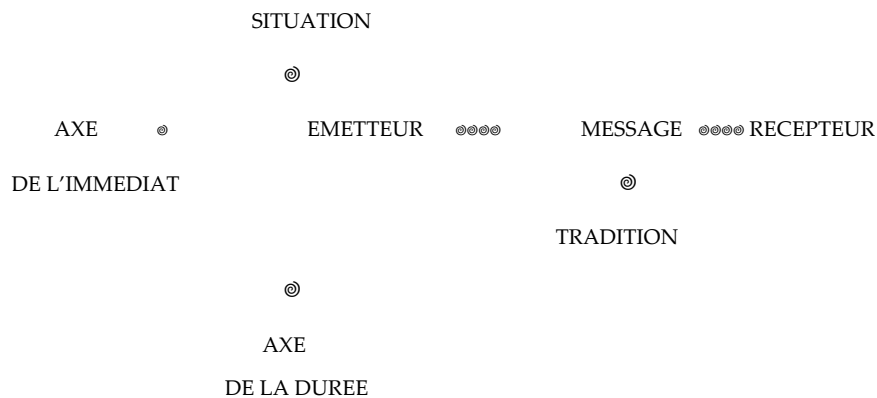 SITUATION
AXE EMETTEUR MESSAGE RECEPTEUR
DE L’IMMEDIAT
TRADITION
AXE
DE LA DUREE